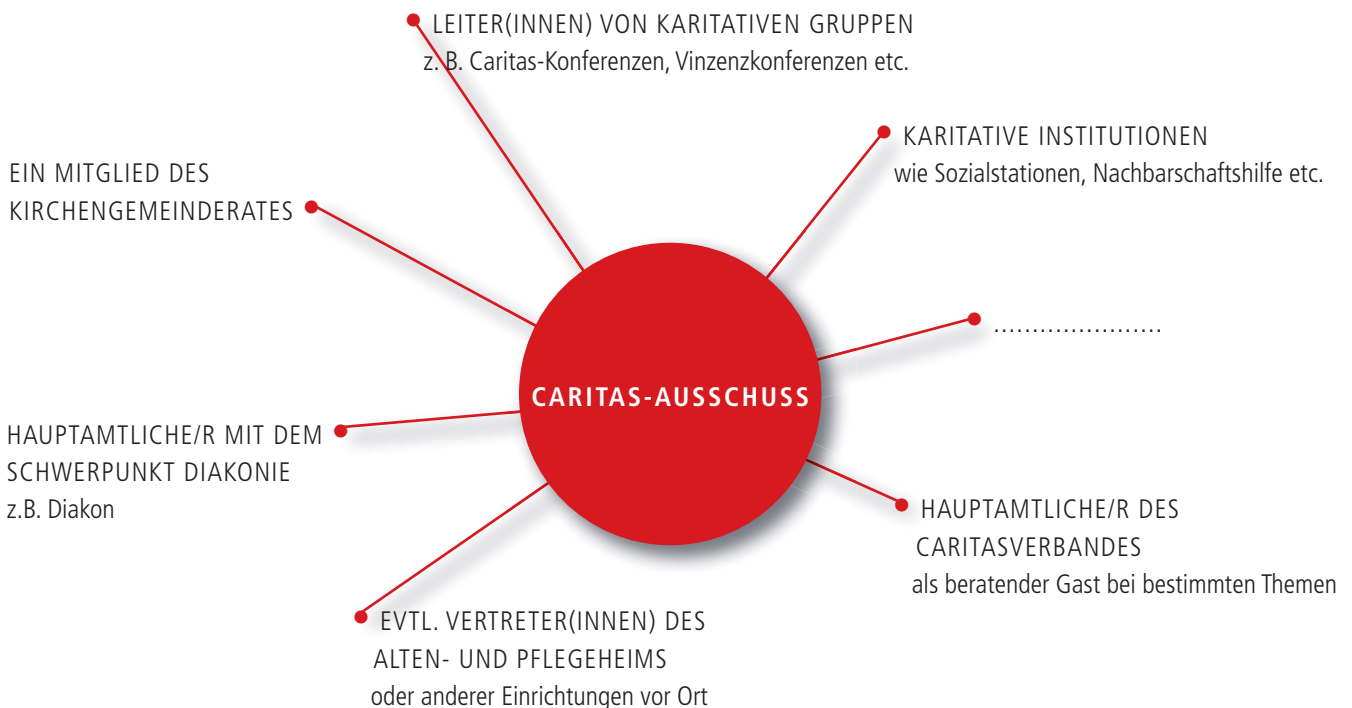 LEITER(INNEN) VON KARITATIVEN GRUPPEN
z. B. Caritas-Konferenzen, Vinzenzkonferenzen etc.
KARITATIVE INSTITUTIONEN
wie Sozialstationen, Nachbarschaftshilfe etc.
EIN MITGLIED DES
KIRCHENGEMEINDERATES
......................
CARITAS-AUSSCHUSS
HAUPTAMTLICHE/R MIT DEM
SCHWERPUNKT DIAKONIE
z.B. Diakon
HAUPTAMTLICHE/R DES
CARITASVERBANDES
als beratender Gast bei bestimmten Themen
EVTL. VERTRETER(INNEN) DES
ALTEN- UND PFLEGEHEIMS
oder anderer Einrichtungen vor Ort